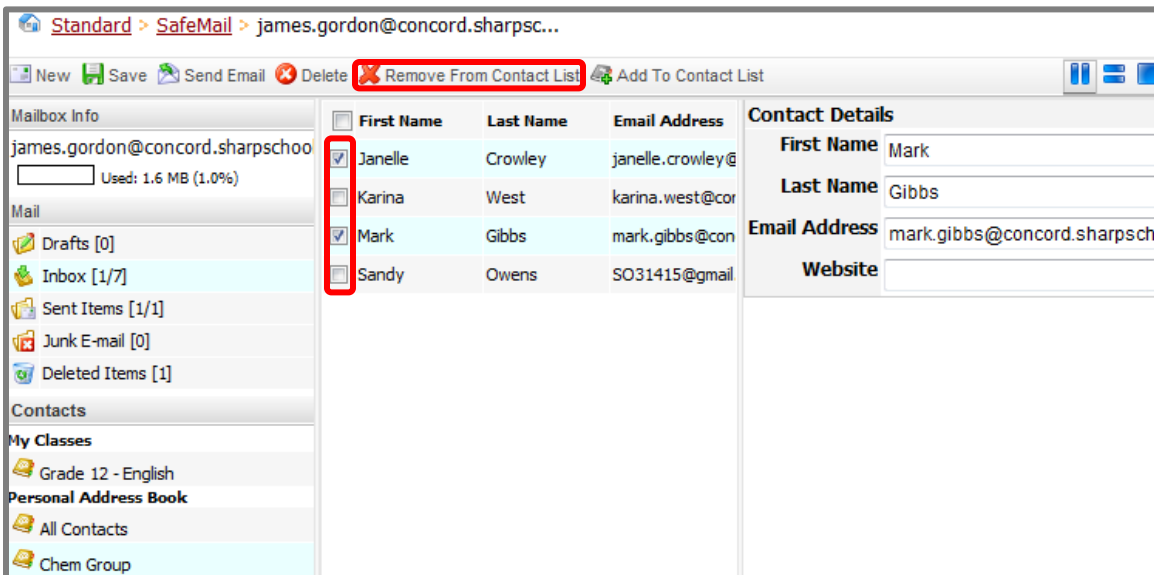 Standard > SafeMail > james.gordon@concord.sharpsc...
New Save Send Email Delete Remove From Contact List Add To Contact List
Mailbox Info
james.gordon@concord.sharpschoo
Used: 1.6 MB (1.0%)
Mail
Drafts [0]
Inbox [1/7]
Sent Items [1/1]
Junk E-mail [0]
Deleted Items [1]
Contacts
My Classes
Grade 12 - English
Personal Address Book
All Contacts
Chem Group
First Name Last Name Email Address
Janelle Crowley janelle.crowley@
Karina West karina.west@cor
Mark Gibbs mark.gibbs@con
Sandy Owens SO31415@gmail.
Contact Details
First Name Mark
Last Name Gibbs
Email Address mark.gibbs@concord.sharpsch
Website